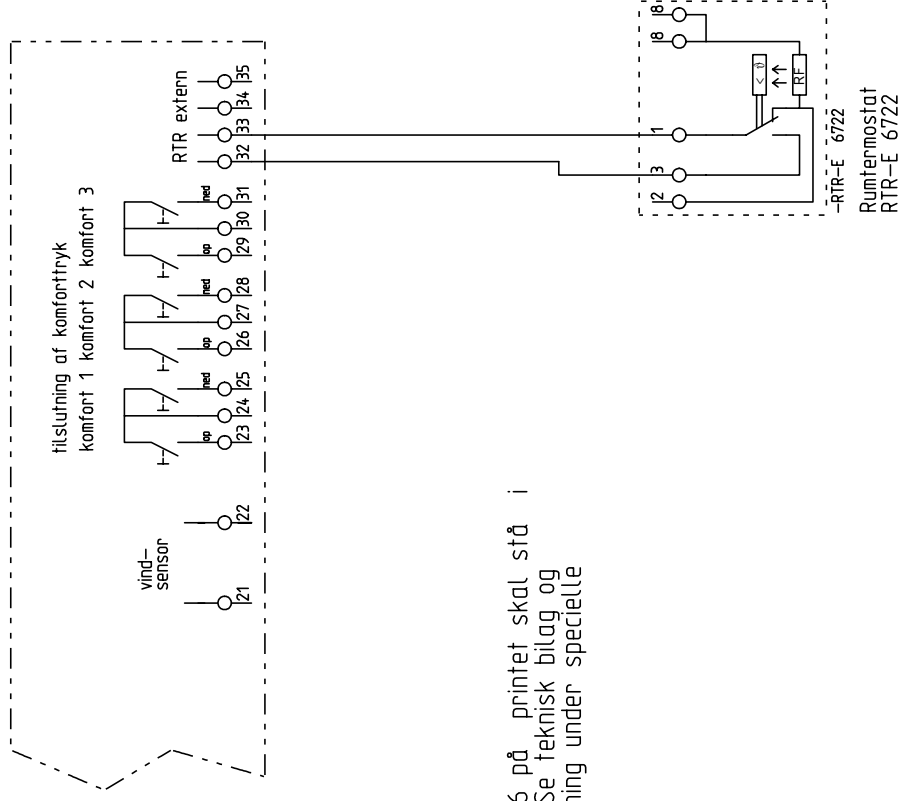 tilslutning af komforttryk
komfort 1 komfort 2 komfort 3
vind-
sensor
RTR
extern
op
ned
op
ned
op
ned
21
22
23
24
25
26
27
28
29
30
31
32
33
34
35
6 på printet skal stå i
Se teknisk bilag og
ning under specielle
2
3
1
8
8
< ϑ
RF
-RTR-E 6722
Rumtermostat
RTR-E 6722